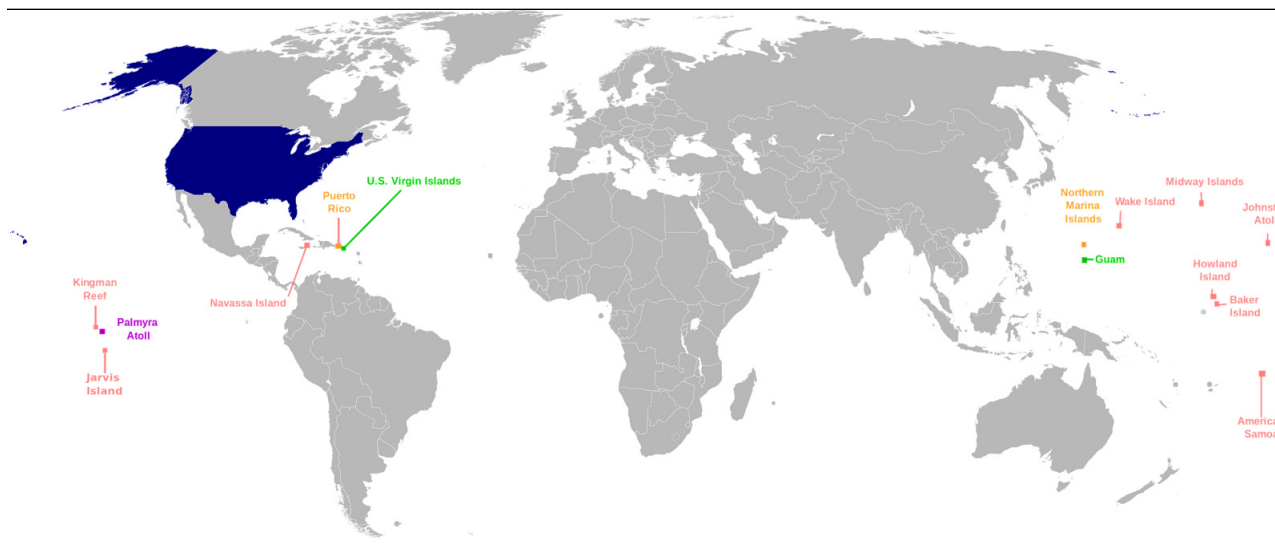 U.S. Virgin Islands
Puerto
Rico
Navassa Island
Kingman
Reef
Palmyra
Atoll
Jarvis
Island
Northern
Marina
Islands
Guam
Wake Island
Midway Islands
Johnst
Atoll
Howland
Island
Baker
Island
America
Samoa